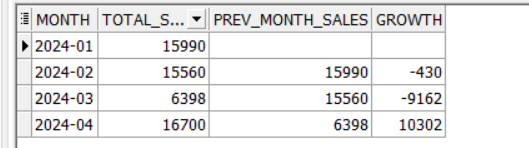 MONTH TOTAL_S... PREV_MONTH_SALES GROWTH
2024-01 15990
2024-02 15560 15990 -430
2024-03 6398 15560 -9162
2024-04 16700 6398 10302